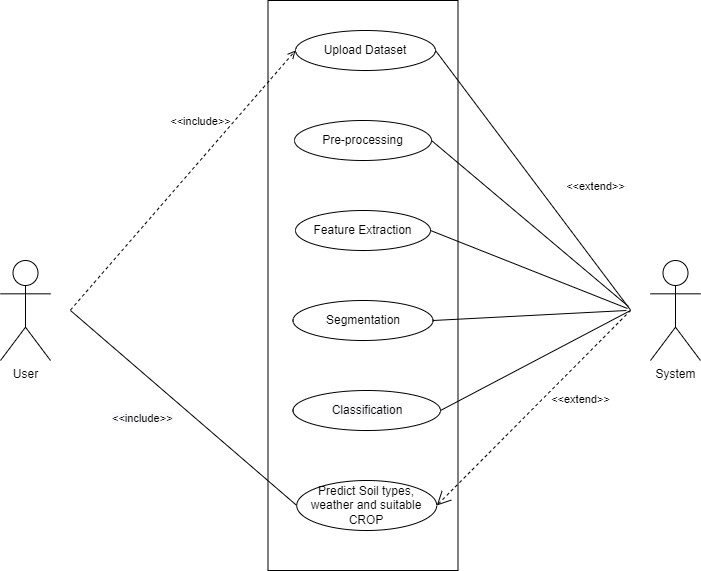 Upload Dataset
<<include>>
Pre-processing
<<extend>>
Feature Extraction
Segmentation
User
System
<<extend>>
Classification
<<include>>
Predict Soil types,
weather and suitable
CROP